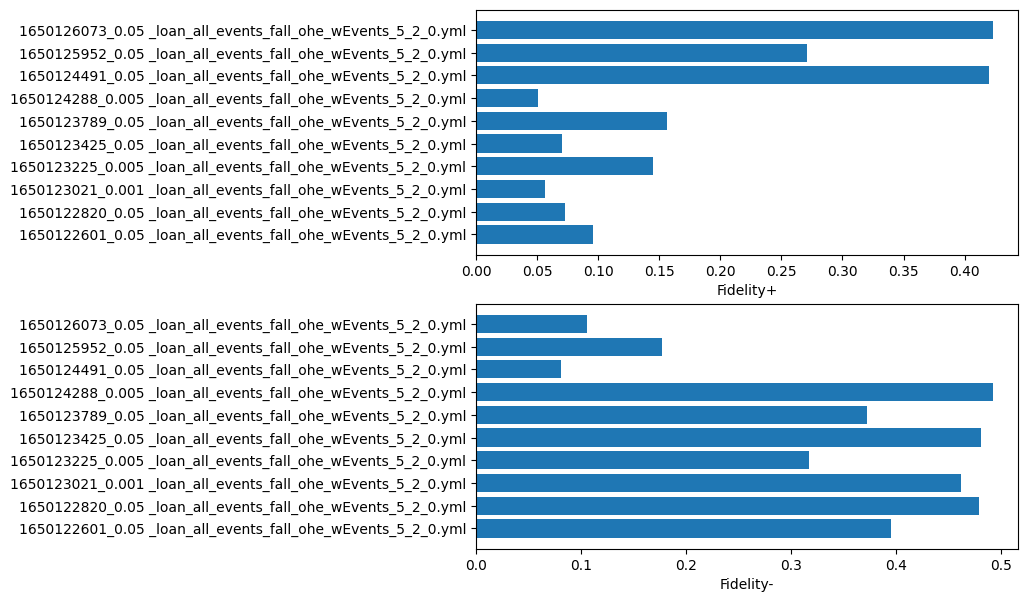 1650126073_0.05 _loan_all_events_fall_ohe_wEvents_5_2_0.yml
1650125952_0.05 _loan_all_events_fall_ohe_wEvents_5_2_0.yml
1650124491_0.05 _loan_all_events_fall_ohe_wEvents_5_2_0.yml
1650124288_0.005 _loan_all_events_fall_ohe_wEvents_5_2_0.yml
1650123789_0.05 _loan_all_events_fall_ohe_wEvents_5_2_0.yml
1650123425_0.05 _loan_all_events_fall_ohe_wEvents_5_2_0.yml
1650123225_0.005 _loan_all_events_fall_ohe_wEvents_5_2_0.yml
1650123021_0.001 _loan_all_events_fall_ohe_wEvents_5_2_0.yml
1650122820_0.05 _loan_all_events_fall_ohe_wEvents_5_2_0.yml
1650122601_0.05 _loan_all_events_fall_ohe_wEvents_5_2_0.yml
0.00 0.05 0.10 0.15 0.20 0.25 0.30 0.35 0.40
Fidelity+
1650126073_0.05 _loan_all_events_fall_ohe_wEvents_5_2_0.yml
1650125952_0.05 _loan_all_events_fall_ohe_wEvents_5_2_0.yml
1650124491_0.05 _loan_all_events_fall_ohe_wEvents_5_2_0.yml
1650124288_0.005 _loan_all_events_fall_ohe_wEvents_5_2_0.yml
1650123789_0.05 _loan_all_events_fall_ohe_wEvents_5_2_0.yml
1650123425_0.05 _loan_all_events_fall_ohe_wEvents_5_2_0.yml
1650123225_0.005 _loan_all_events_fall_ohe_wEvents_5_2_0.yml
1650123021_0.001 _loan_all_events_fall_ohe_wEvents_5_2_0.yml
1650122820_0.05 _loan_all_events_fall_ohe_wEvents_5_2_0.yml
1650122601_0.05 _loan_all_events_fall_ohe_wEvents_5_2_0.yml
0.0 0.1 0.2 0.3 0.4 0.5
Fidelity-